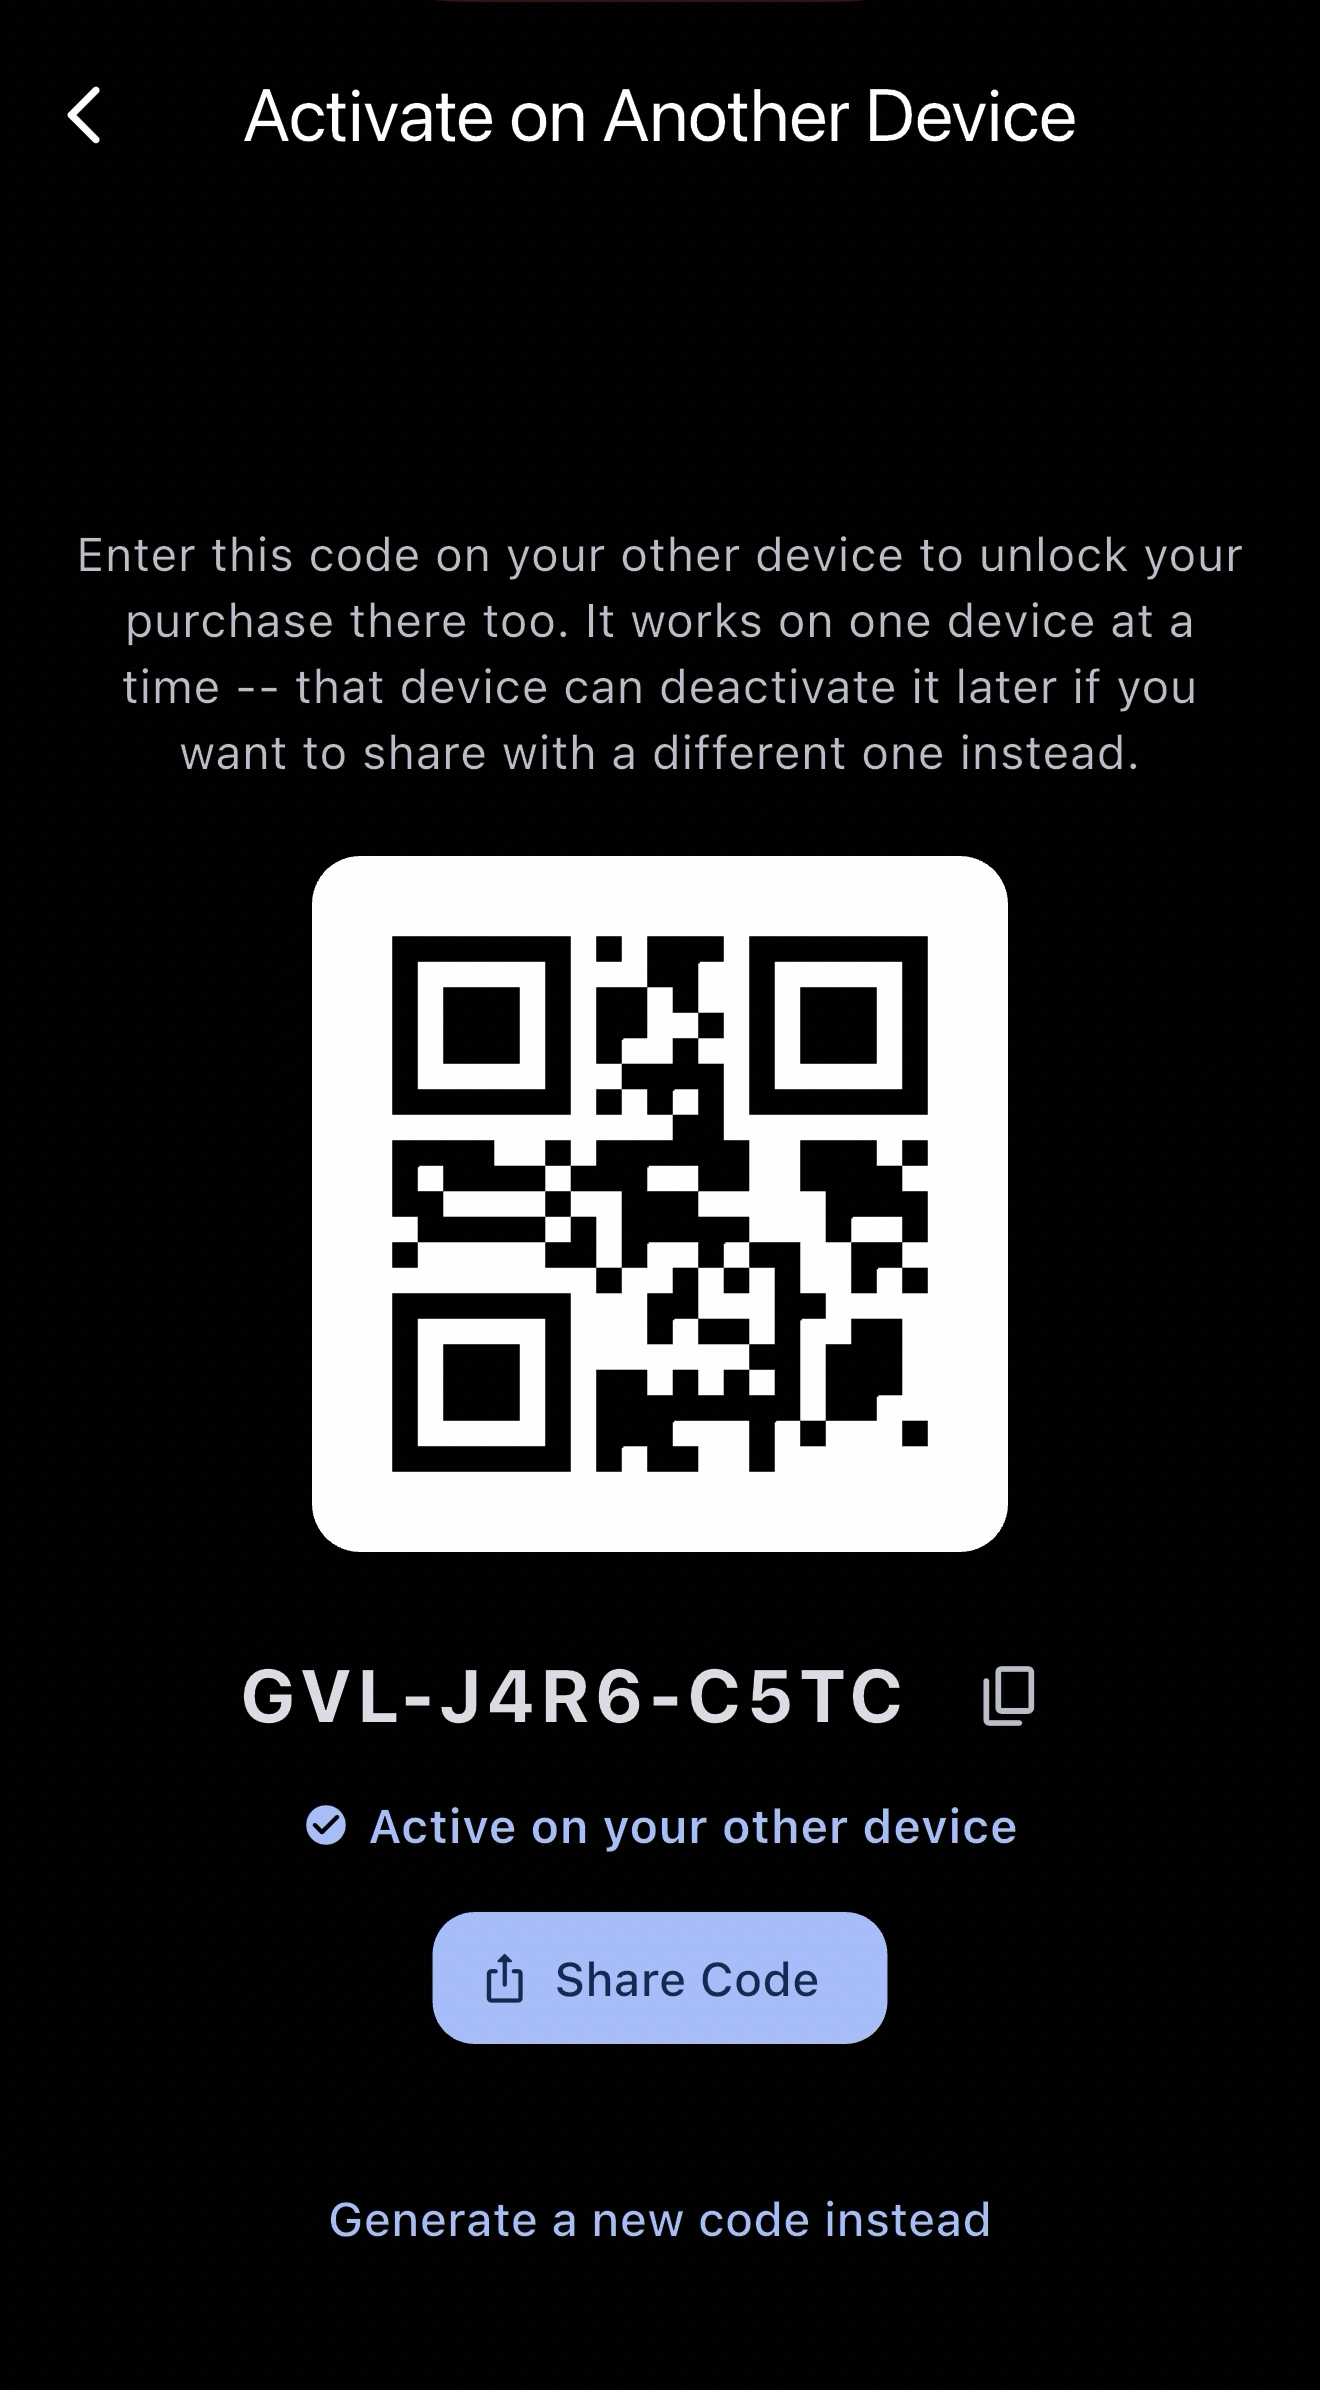 Activate on Another Device
Enter this code on your other device to unlock your
purchase there too. It works on one device at a
time -- that device can deactivate it later if you
want to share with a different one instead.
GVL-J4R6-C5TC
Active on your other device
Share Code
Generate a new code instead